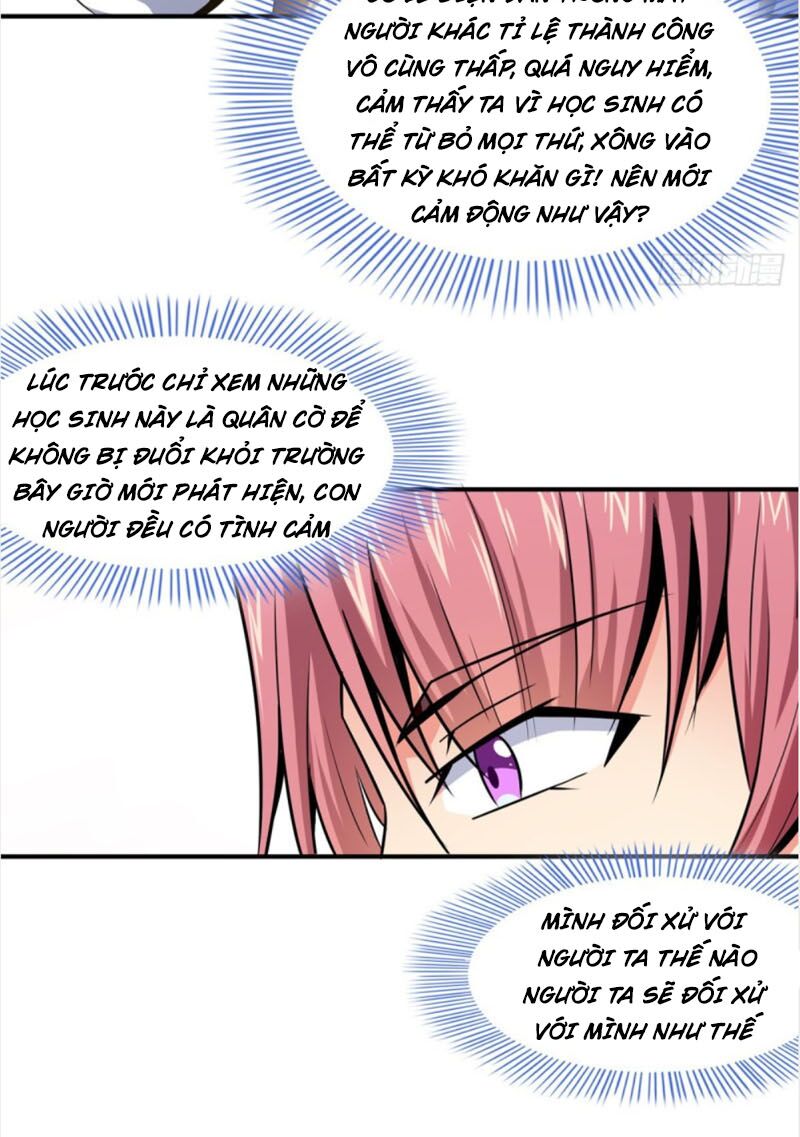 NGƯỜI KHÁC TỈ LỆ THÀNH CÔNG
VÔ CÙNG THẤP, QUÁ NGUY HIỂM,
CẢM THẤY TA VÌ HỌC SINH CÓ
THỂ TỪ BỎ MỌI THỨ, XÔNG VÀO
BẤT KỲ KHÓ KHĂN GÌ! NÊN MỚI
CẢM ĐỘNG NHƯ VẬY?
LÚC TRƯỚC CHỈ XEM NHỮNG
HỌC SINH NÀY LÀ QUÂN CỜ ĐỂ
KHÔNG BỊ ĐUỔI KHỎI TRƯỜNG
BÂY GIỜ MỚI PHÁT HIỆN, CON
NGƯỜI ĐỀU CÓ TÌNH CẢM
MÌNH ĐỐI XỬ VỚI
NGƯỜI TA THẾ NÀO
NGƯỜI TA SẼ ĐỐI XỬ
VỚI MÌNH NHƯ THẾ